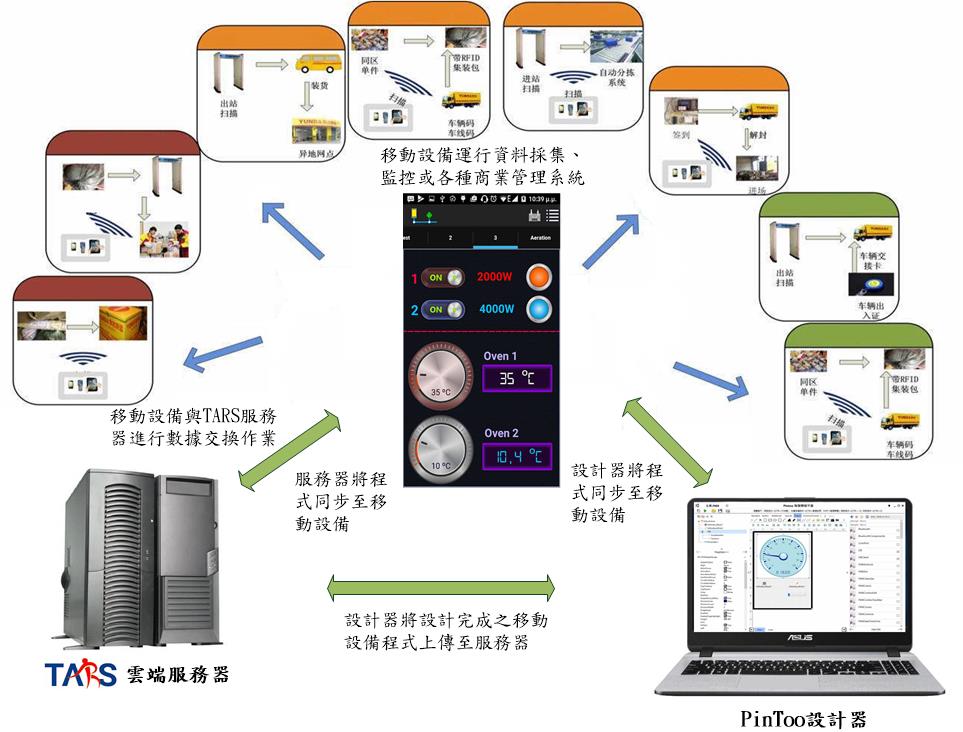 同区
单件
扫描
带RFID
集装包
车辆码
车线码
进站
扫描
扫描
自动分拣
系统
出站
扫描
装货
YUNDA
异地网点
签到
解封
进场
移動設備運行資料採集、
監控或各種商業管理系統
10:39 μ.μ.
est
2
3
Aeration
1
ON
2000W
2
ON
4000W
Oven 1
35 ºC
35 ºC
Oven 2
10,4 ºC
10 ºC
出站
扫描
车辆交
接卡
车辆出
入证
同区
单件
扫描
带RFID
集装包
车辆码
车线码
移動設備與TARS服務
器進行數據交換作業
服務器將程
式同步至移
動設備
設計器將程
式同步至移
動設備
設計器將設計完成之移動
設備程式上傳至服務器
TARS 雲端服務器
ASUS
PinToo設計器